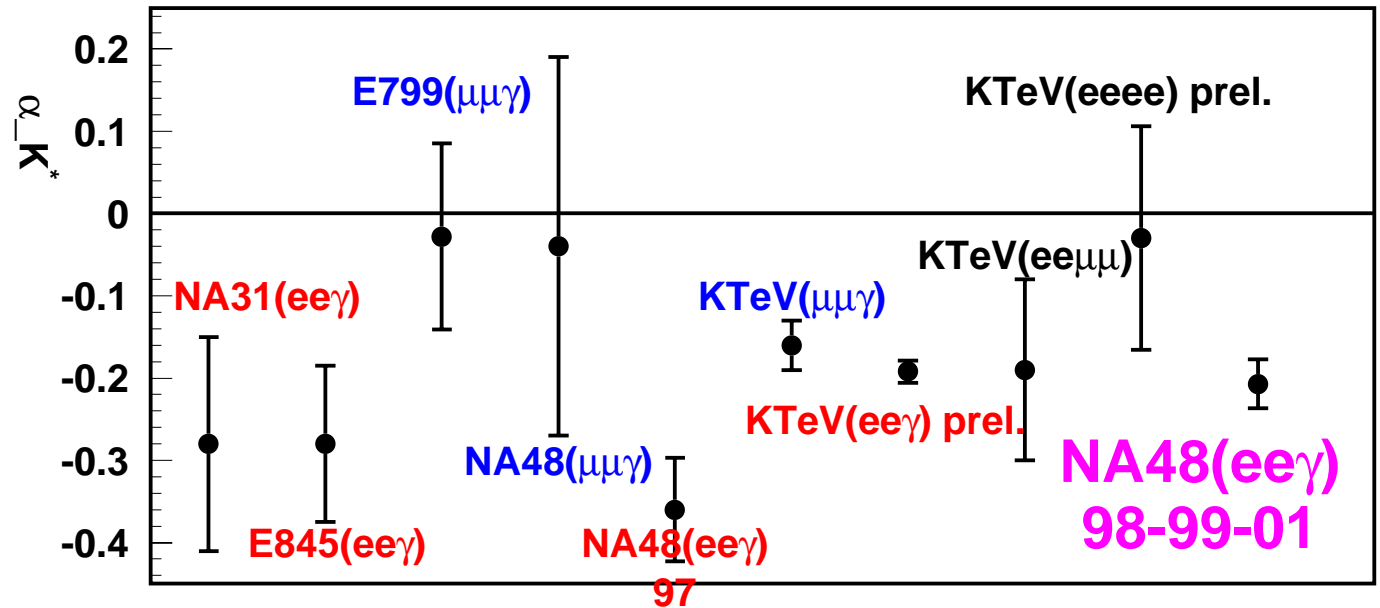 α_K*
0.2
0.1
0
-0.1
-0.2
-0.3
-0.4
E799(μμγ)
KTeV(eeee) prel.
KTeV(eeμμ)
NA31(eeγ)
KTeV(μμγ)
KTeV(eeγ) prel.
NA48(μμγ)
NA48(eeγ)
98-99-01
E845(eeγ)
NA48(eeγ)
97